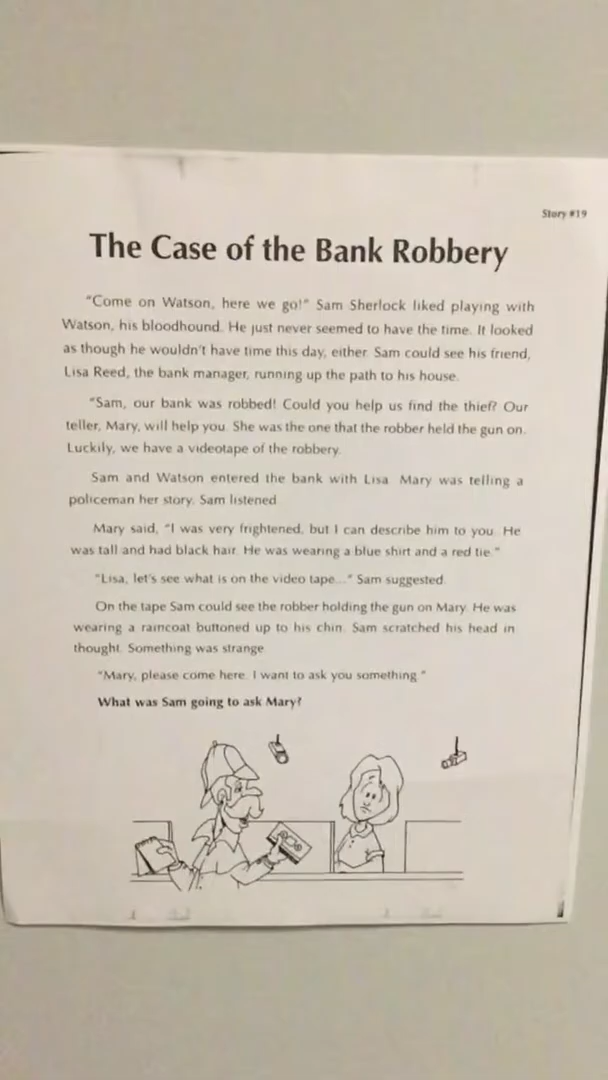 Story #19
The Case of the Bank Robbery
"Come on Watson, here we go!" Sam Sherlock liked playing with
Watson, his bloodhound. He just never seemed to have the time. It looked
as though he wouldn't have time this day, either. Sam could see his friend,
Lisa Reed, the bank manager, running up the path to his house.
"Sam, our bank was robbed! Could you help us find the thief? Our
teller, Mary, will help you. She was the one that the robber held the gun on.
Luckily, we have a videotape of the robbery.
Sam and Watson entered the bank with Lisa. Mary was telling a
policeman her story. Sam listened.
Mary said, "I was very frightened, but I can describe him to you. He
was tall and had black hair. He was wearing a blue shirt and a red tie."
"Lisa, let's see what is on the video tape..." Sam suggested.
On the tape Sam could see the robber holding the gun on Mary. He was
wearing a raincoat buttoned up to his chin. Sam scratched his head in
thought. Something was strange.
"Mary, please come here. I want to ask you something."
What was Sam going to ask Mary?